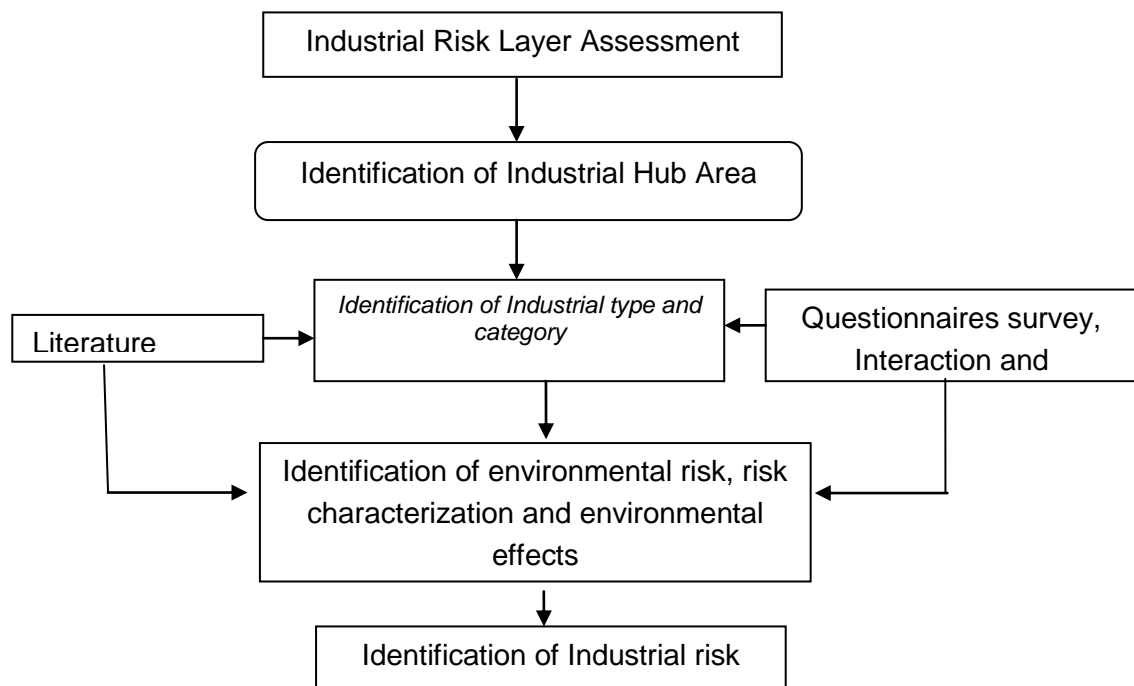 Industrial Risk Layer Assessment
Identification of Industrial Hub Area
Identification of Industrial type and
category
Literature
Questionnaires survey,
Interaction and
Identification of environmental risk, risk
characterization and environmental
effects
Identification of Industrial risk